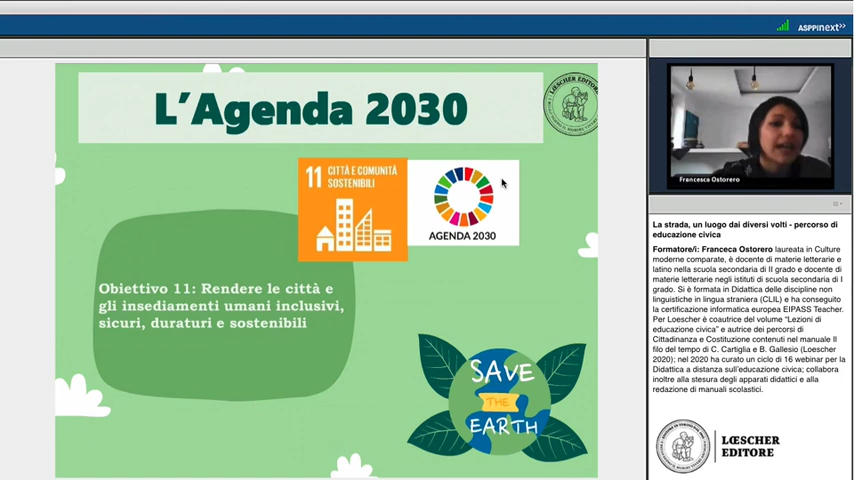 ASPPInext>>
L'Agenda 2030
LŒSCHER EDITORE
11 CITTÀ E COMUNITÀ
SOSTENIBILI
AGENDA 2030
Obiettivo 11: Rendere le città e
gli insediamenti umani inclusivi,
sicuri, duraturi e sostenibili
SAVE
THE
EARTH
Francesca Ostorero
La strada, un luogo dai diversi volti - percorso di
educazione civica
Formatore/i: Franceca Ostorero laureata in Culture
moderne comparate, è docente di materie letterarie e
latino nella scuola secondaria di II grado e docente di
materie letterarie negli istituti di scuola secondaria di I
grado. Si è formata in Didattica delle discipline non
linguistiche in lingua straniera (CLIL) e ha conseguito
la certificazione informatica europea EIPASS Teacher.
Per Loescher è coautrice del volume "Lezioni di
educazione civica" e autrice dei percorsi di
Cittadinanza e Costituzione contenuti nel manuale Il
filo del tempo di C. Cartiglia e B. Gallesio (Loescher
2020); nel 2020 ha curato un ciclo di 16 webinar per la
Didattica a distanza sull'educazione civica; collabora
inoltre alla stesura degli apparati didattici e alla
redazione di manuali scolastici.
LŒSCHER
EDITORE